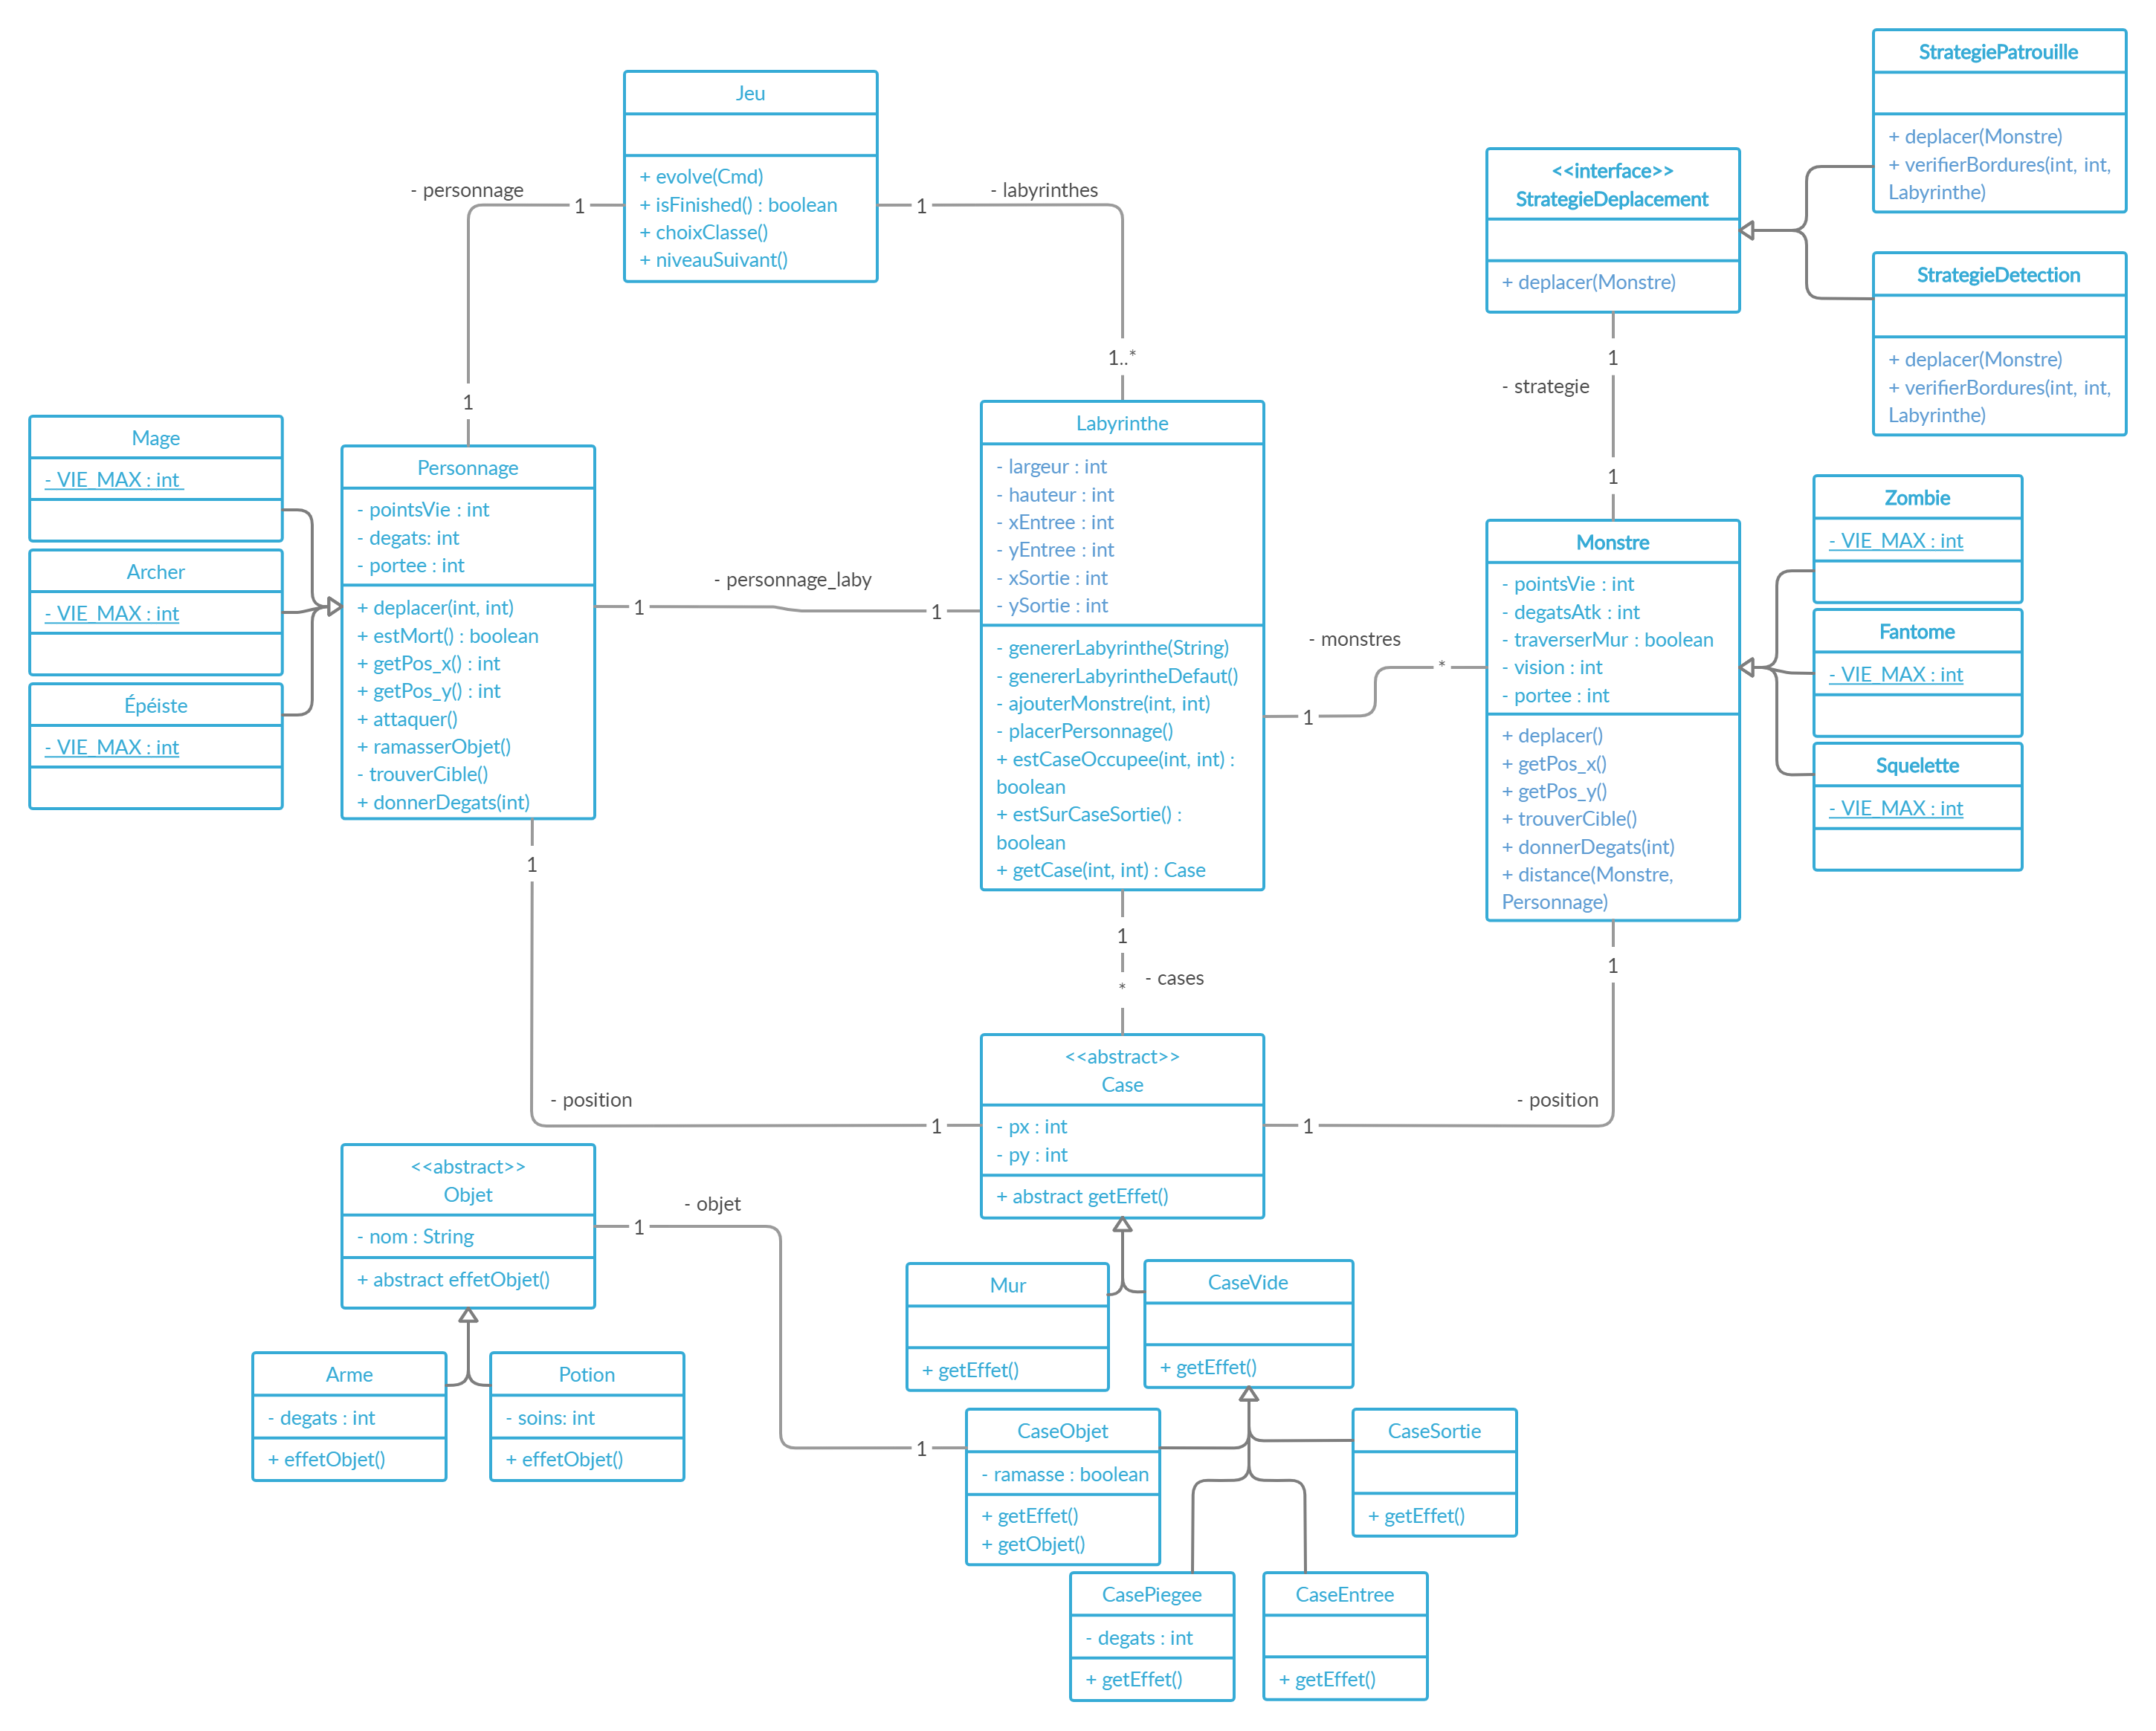 Jeu
+ evolve(Cmd)
+ isFinished() : boolean
+ choixClasse()
+ niveauSuivant()
- personnage
1
1
- labyrinthes
1
1..*
StrategiePatrouille
+ deplacer(Monstre)
+ verifierBordures(int, int,
Labyrinthe)
<<interface>>
StrategieDeplacement
+ deplacer(Monstre)
StrategieDetection
+ deplacer(Monstre)
+ verifierBordures(int, int,
Labyrinthe)
1
- strategie
1
Mage
- VIE_MAX : int
Archer
- VIE_MAX : int
Épéiste
- VIE_MAX : int
Personnage
- pointsVie : int
- degats: int
- portee : int
+ deplacer(int, int)
+ estMort() : boolean
+ getPos_x() : int
+ getPos_y() : int
+ attaquer()
+ ramasserObjet()
- trouverCible()
+ donnerDegats(int)
- personnage_laby
1
1
Labyrinthe
- largeur : int
- hauteur : int
- xEntree : int
- yEntree : int
- xSortie : int
- ySortie : int
- genererLabyrinthe(String)
- genererLabyrintheDefaut()
- ajouterMonstre(int, int)
- placerPersonnage()
+ estCaseOccupee(int, int) :
boolean
+ estSurCaseSortie() :
boolean
+ getCase(int, int) : Case
- monstres
*
1
Monstre
- pointsVie : int
- degatsAtk : int
- traverserMur : boolean
- vision : int
- portee : int
+ deplacer()
+ getPos_x()
+ getPos_y()
+ trouverCible()
+ donnerDegats(int)
+ distance(Monstre,
Personnage)
Zombie
- VIE_MAX : int
Fantome
- VIE_MAX : int
Squelette
- VIE_MAX : int
1
- position
1
1
- cases
*
1
- position
1
<<abstract>>
Case
- px : int
- py : int
+ abstract getEffet()
<<abstract>>
Objet
- nom : String
+ abstract effetObjet()
- objet
1
1
Arme
- degats : int
+ effetObjet()
Potion
- soins: int
+ effetObjet()
Mur
+ getEffet()
CaseVide
+ getEffet()
CaseObjet
- ramasse : boolean
+ getEffet()
+ getObjet()
CaseSortie
+ getEffet()
CasePiegee
- degats : int
+ getEffet()
CaseEntree
+ getEffet()